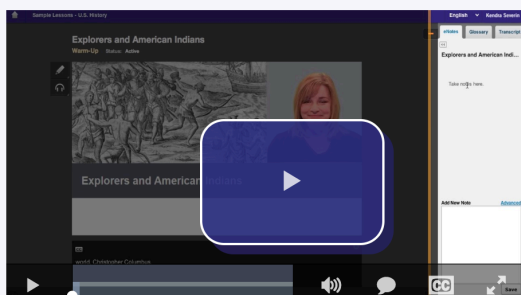 Sample Lessons - U.S. History
English
Kendra Severin
Explorers and American Indians
Warm-Up Status: Active
eNotes Glossary Transcript
Explorers and American Indi...
Take notes here.
Explorers and American Indians
Add New Note Advanced
world. Christopher Columbus
CC
Save